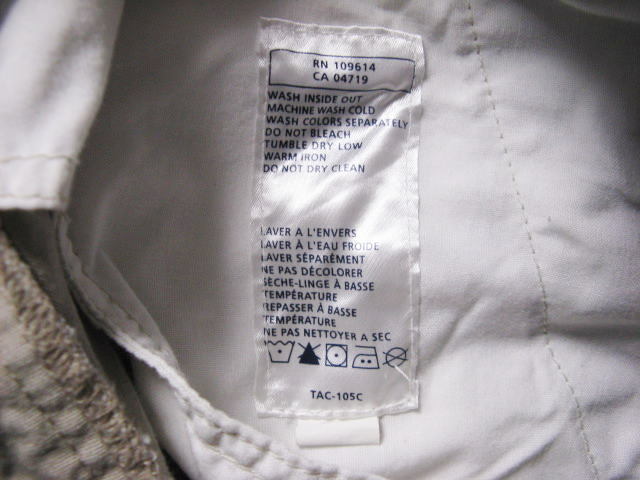 RN 109614
CA 04719
WASH INSIDE OUT
MACHINE WASH COLD
WASH COLORS SEPARATELY
DO NOT BLEACH
TUMBLE DRY LOW
WARM IRON
DO NOT DRY CLEAN
LAVER A L'ENVERS
LAVER À L'EAU FROIDE
LAVER SÉPARÉMENT
NE PAS DÉCOLORER
SÈCHE-LINGE À BASSE
TEMPÉRATURE
REPASSER À BASSE
TEMPÉRATURE
NE PAS NETTOYER A SEC
TAC-105C